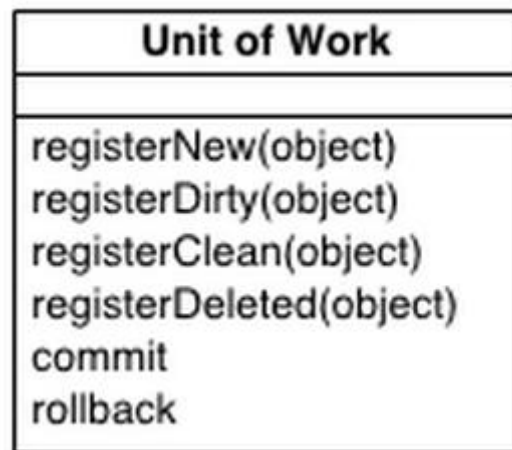 Unit of Work
registerNew(object)
registerDirty(object)
registerClean(object)
registerDeleted(object)
commit
rollback